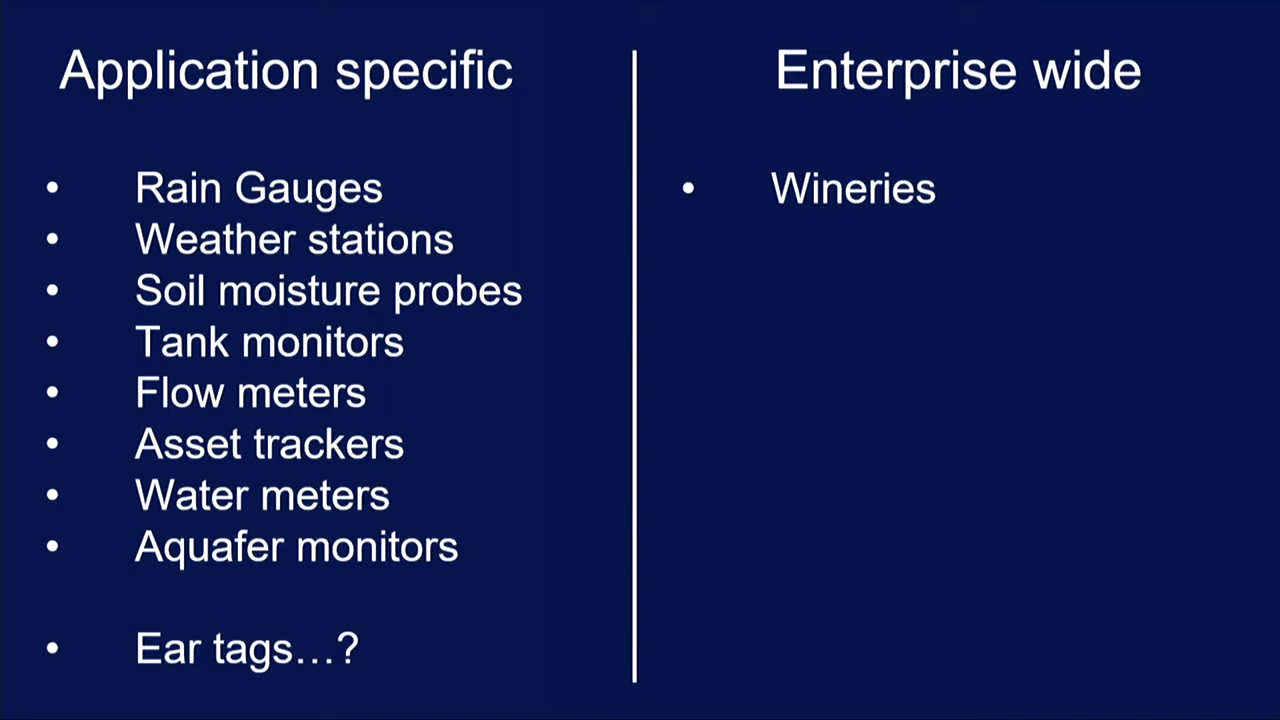 Application specific
• Rain Gauges
• Weather stations
• Soil moisture probes
• Tank monitors
• Flow meters
• Asset trackers
• Water meters
• Aquafer monitors
• Ear tags…?
Enterprise wide
• Wineries